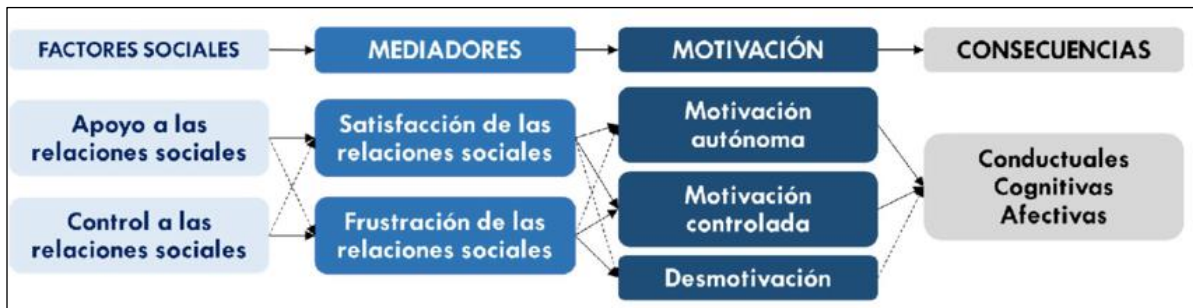 FACTORES SOCIALES
MEDIADORES
MOTIVACIÓN
CONSECUENCIAS
Apoyo a las
relaciones sociales
Control a las
relaciones sociales
Satisfacción de las
relaciones sociales
Frustración de las
relaciones sociales
Motivación
autónoma
Motivación
controlada
Desmotivación
Conductuales
Cognitivas
Afectivas